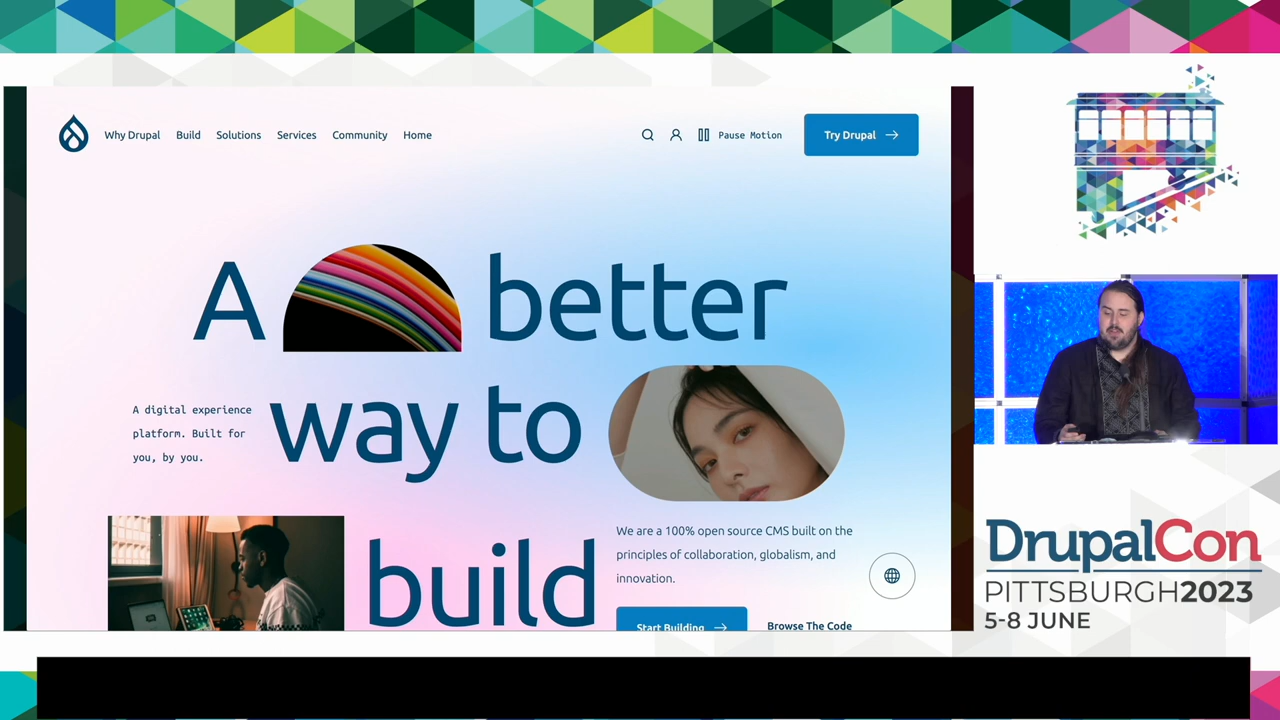 Why Drupal Build Solutions Services Community Home
Pause Motion
Try Drupal
A better
way to
A digital experience
platform. Built for
you, by you.
build
We are a 100% open source CMS built on the
principles of collaboration, globalism, and
innovation.
Start Building
Browse The Code
DrupalCon
PITTSBURGH2023
5-8 JUNE